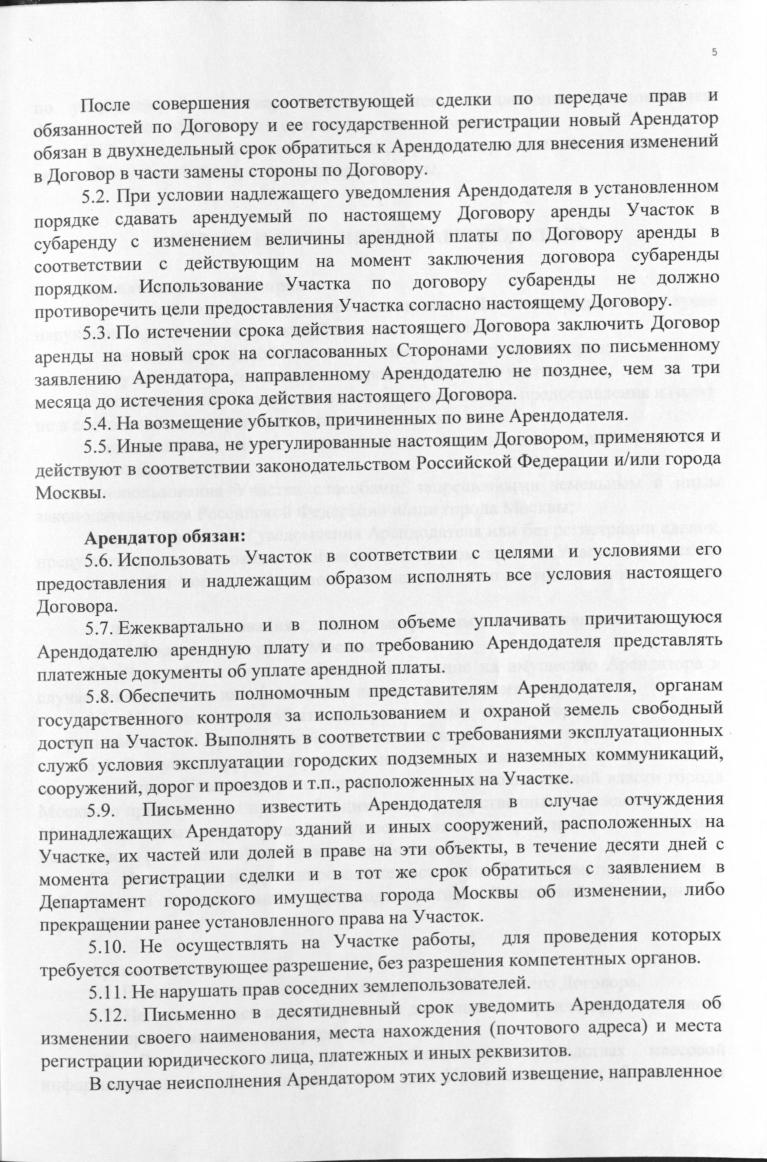 5
После совершения соответствующей сделки по передаче прав и
обязанностей по Договору и ее государственной регистрации новый Арендатор
обязан в двухнедельный срок обратиться к Арендодателю для внесения изменений
в Договор в части замены стороны по Договору.
5.2. При условии надлежащего уведомления Арендодателя в установленном
порядке сдавать арендуемый по настоящему Договору аренды Участок в
субаренду с изменением величины арендной платы по Договору аренды в
соответствии с действующим на момент заключения договора субаренды
порядком. Использование Участка по договору субаренды не должно
противоречить цели предоставления Участка согласно настоящему Договору.
5.3. По истечении срока действия настоящего Договора заключить Договор
аренды на новый срок на согласованных Сторонами условиях по письменному
заявлению Арендатора, направленному Арендодателю не позднее, чем за три
месяца до истечения срока действия настоящего Договора.
5.4. На возмещение убытков, причиненных по вине Арендодателя.
5.5. Иные права, не урегулированные настоящим Договором, применяются и
действуют в соответствии законодательством Российской Федерации и/или города
Москвы.
Арендатор обязан:
5.6. Использовать Участок в соответствии с целями и условиями его
предоставления и надлежащим образом исполнять все условия настоящего
Договора.
5.7. Ежеквартально и в полном объеме уплачивать причитающуюся
Арендодателю арендную плату и по требованию Арендодателя представлять
платежные документы об уплате арендной платы.
5.8. Обеспечить полномочным представителям Арендодателя, органам
государственного контроля за использованием и охраной земель свободный
доступ на Участок. Выполнять в соответствии с требованиями эксплуатационных
служб условия эксплуатации городских подземных и наземных коммуникаций,
сооружений, дорог и проездов и т.п., расположенных на Участке.
5.9. Письменно известить Арендодателя в случае отчуждения
принадлежащих Арендатору зданий и иных сооружений, расположенных на
Участке, их частей или долей в праве на эти объекты, в течение десяти дней с
момента регистрации сделки и в тот же срок обратиться с заявлением в
Департамент городского имущества города Москвы об изменении, либо
прекращении ранее установленного права на Участок.
5.10. Не осуществлять на Участке работы, для проведения которых
требуется соответствующее разрешение, без разрешения компетентных органов.
5.11. Не нарушать прав соседних землепользователей.
5.12. Письменно в десятидневный срок уведомить Арендодателя об
изменении своего наименования, места нахождения (почтового адреса) и места
регистрации юридического лица, платежных и иных реквизитов.
В случае неисполнения Арендатором этих условий извещение, направленное